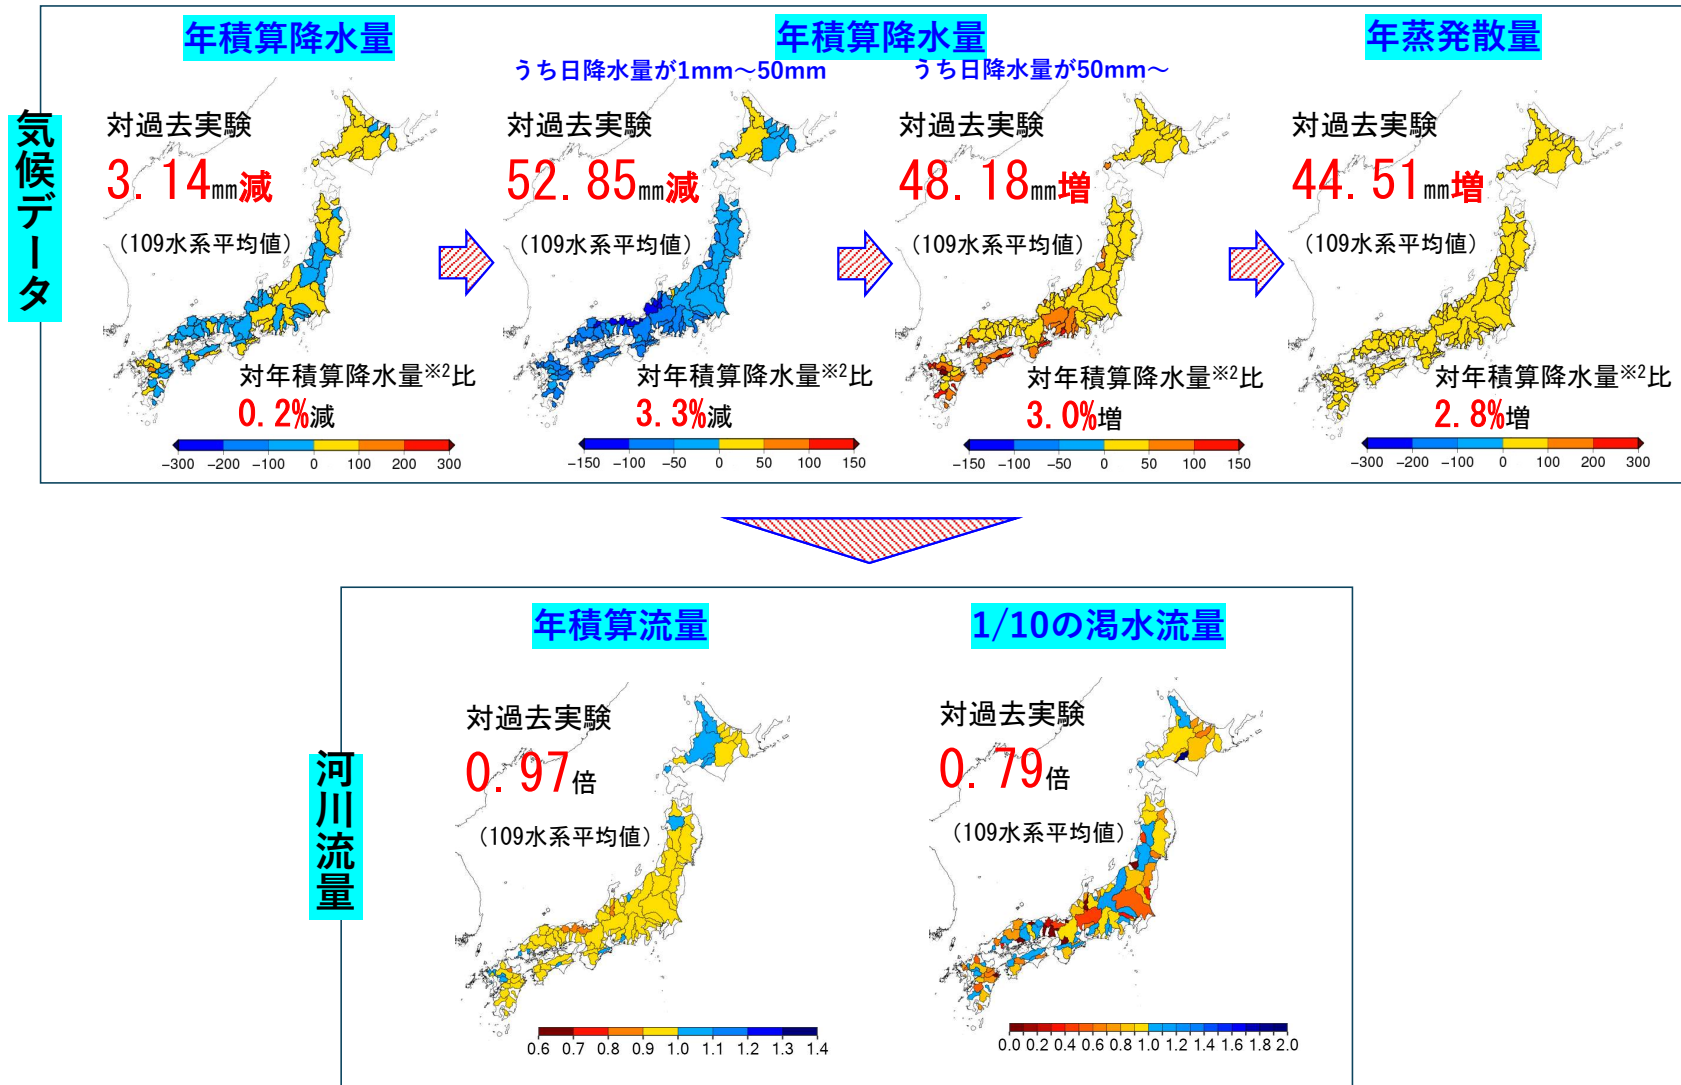 気候データ
年積算降水量
対過去実験
3.14mm減
(109水系平均値)
対年積算降水量※2比
0.2%減
-300 -200 -100 0 100 200 300
年積算降水量
うち日降水量が1mm～50mm
対過去実験
52.85mm減
(109水系平均値)
対年積算降水量※2比
3.3%減
-150 -100 -50 0 50 100 150
うち日降水量が50mm～
対過去実験
48.18mm増
(109水系平均値)
対年積算降水量※2比
3.0%増
-150 -100 -50 0 50 100 150
年蒸発散量
対過去実験
44.51mm増
(109水系平均値)
対年積算降水量※2比
2.8%増
-300 -200 -100 0 100 200 300
河川流量
年積算流量
対過去実験
0.97倍
(109水系平均値)
0.6 0.7 0.8 0.9 1.0 1.1 1.2 1.3 1.4
1/10の渇水流量
対過去実験
0.79倍
(109水系平均値)
0.0 0.2 0.4 0.6 0.8 1.0 1.2 1.4 1.6 1.8 2.0